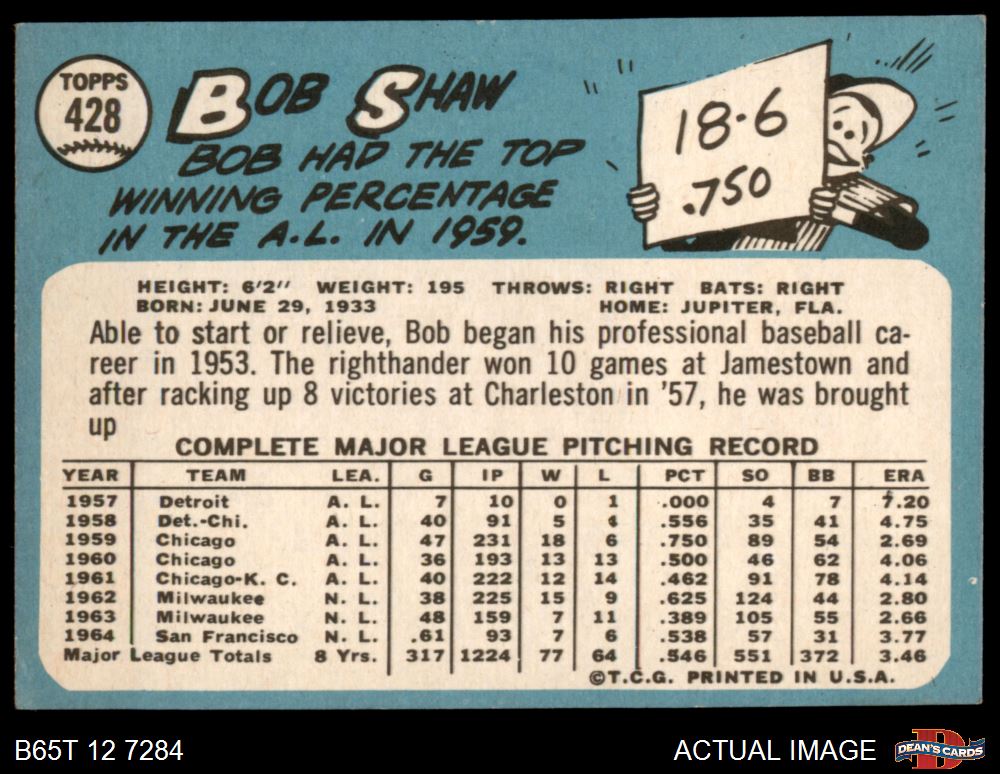 TOPPS
428
BOB SHAW
BOB HAD THE TOP
WINNING PERCENTAGE
IN THE A.L. IN 1959.
18-6
.750
HEIGHT: 6'2" WEIGHT: 195 THROWS: RIGHT BATS: RIGHT
BORN: JUNE 29, 1933 HOME: JUPITER, FLA.
Able to start or relieve, Bob began his professional baseball ca-
reer in 1953. The righthander won 10 games at Jamestown and
after racking up 8 victories at Charleston in '57, he was brought
up
COMPLETE MAJOR LEAGUE PITCHING RECORD
YEAR TEAM LEA. G IP W L PCT SO BB ERA
1957 Detroit A. L. 7 10 0 1 .000 4 7 7.20
1958 Det.-Chi. A. L. 40 91 5 4 .556 35 41 4.75
1959 Chicago A. L. 47 231 18 6 .750 89 54 2.69
1960 Chicago A. L. 36 193 13 13 .500 46 62 4.06
1961 Chicago-K. C. A. L. 40 222 12 14 .462 91 78 4.14
1962 Milwaukee N. L. 38 225 15 9 .625 124 44 2.80
1963 Milwaukee N. L. 48 159 7 11 .389 105 55 2.66
1964 San Francisco N. L. .61 93 7 6 .538 57 31 3.77
Major League Totals 8 Yrs. 317 1224 77 64 .546 551 372 3.46
©T.C.G. PRINTED IN U.S.A.
B65T 12 7284
ACTUAL IMAGE
D
DEAN'S CARDS